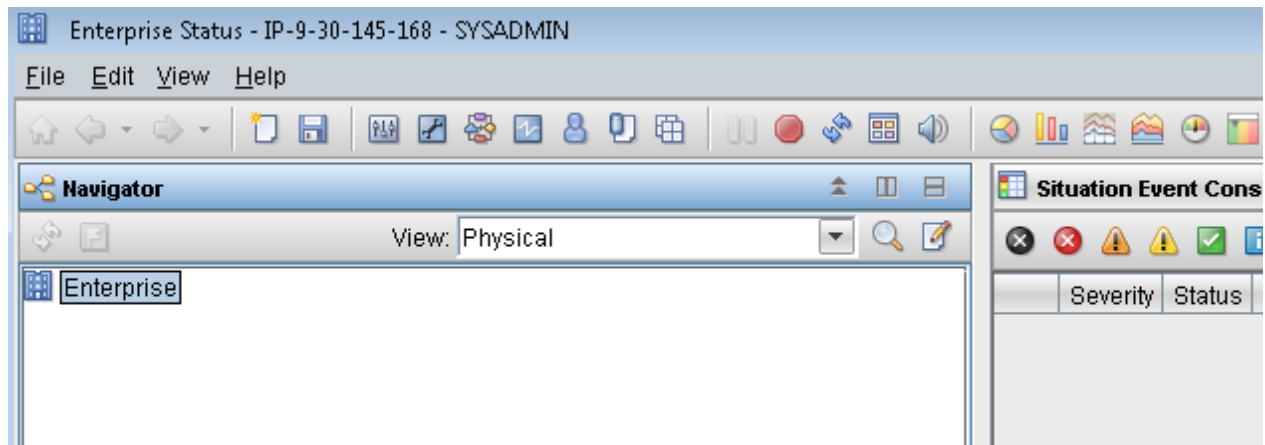 Enterprise Status - IP-9-30-145-168 - SYSADMIN
File Edit View Help
Navigator
Situation Event Cons
View: Physical
Enterprise
Severity Status